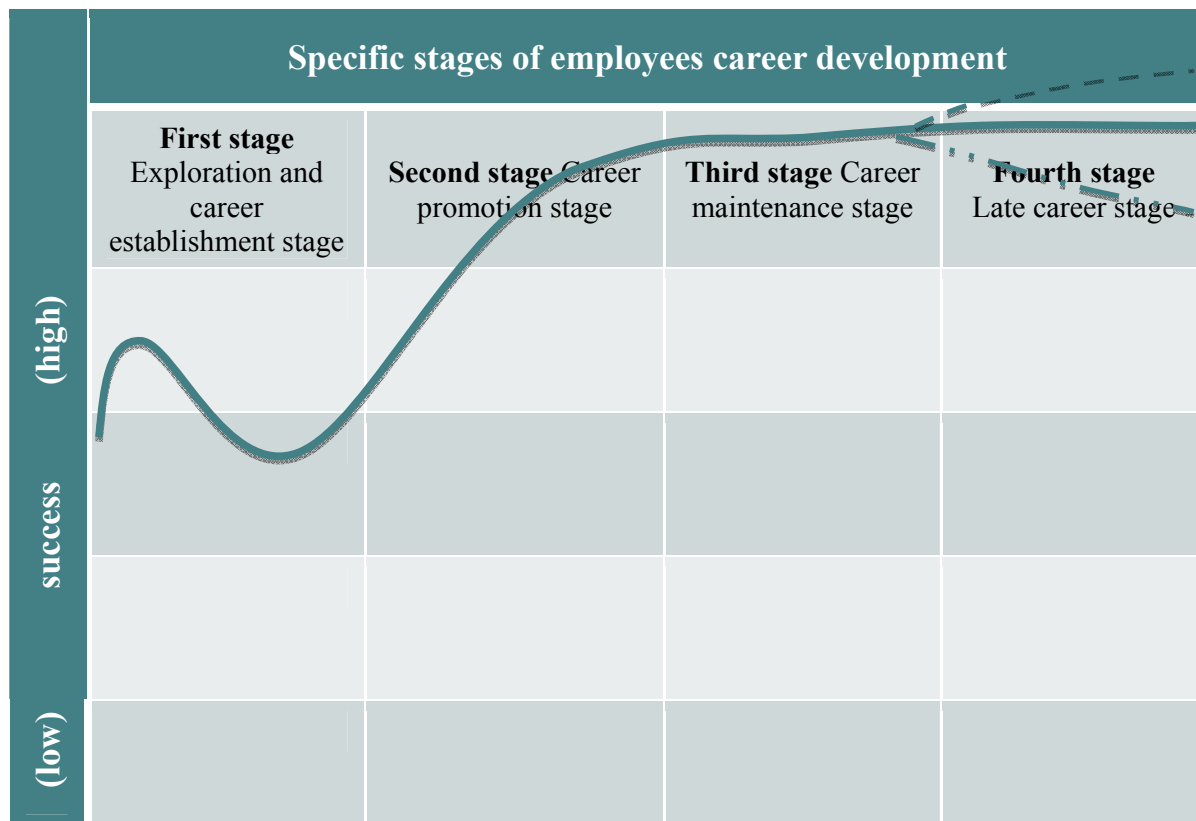 Specific stages of employees career development
First stage
Exploration and
career
establishment stage
Second stage Career
promotion stage
Third stage Career
maintenance stage
Fourth stage
Late career stage
(high)
success
(low)